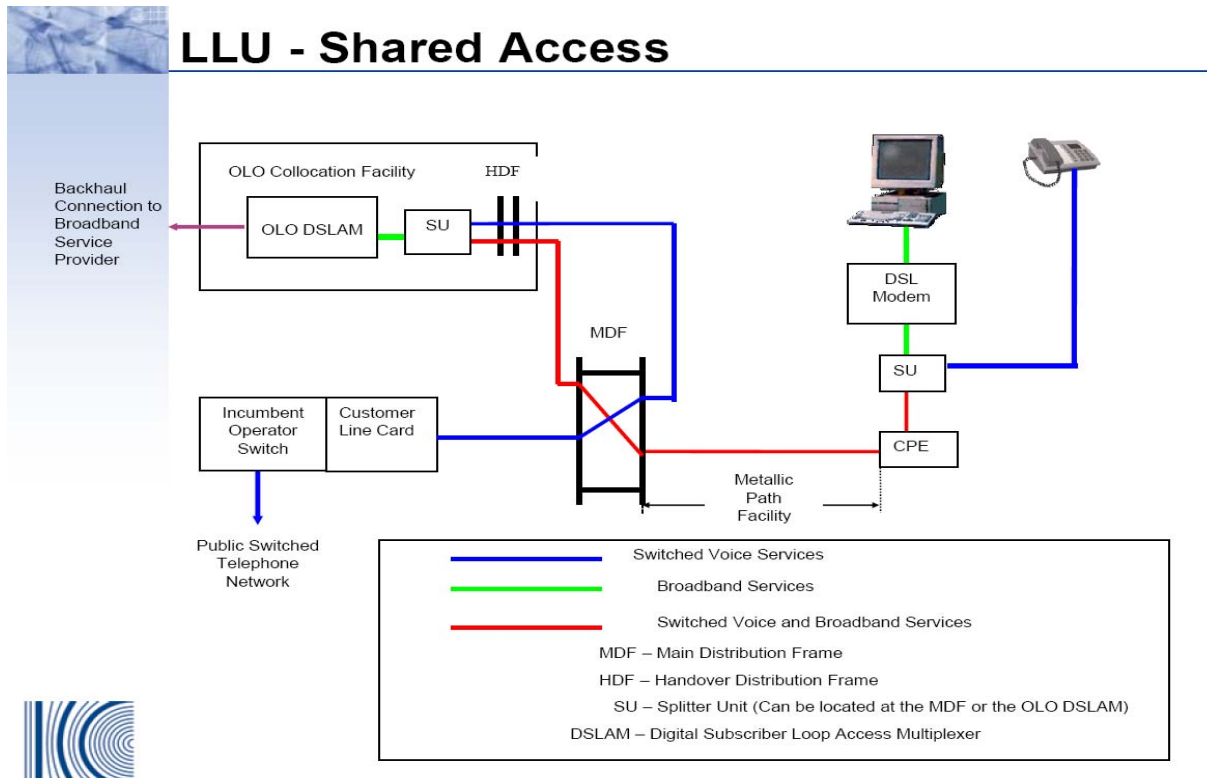 LLU - Shared Access
Backhaul
Connection to
Broadband
Service
Provider
OLO Collocation Facility
HDF
OLO DSLAM
SU
MDF
DSL
Modem
SU
CPE
Incumbent
Operator
Switch
Customer
Line Card
Metallic
Path
Facility
Public Switched
Telephone
Network
Switched Voice Services
Broadband Services
Switched Voice and Broadband Services
MDF – Main Distribution Frame
HDF – Handover Distribution Frame
SU – Splitter Unit (Can be located at the MDF or the OLO DSLAM)
DSLAM – Digital Subscriber Loop Access Multiplexer